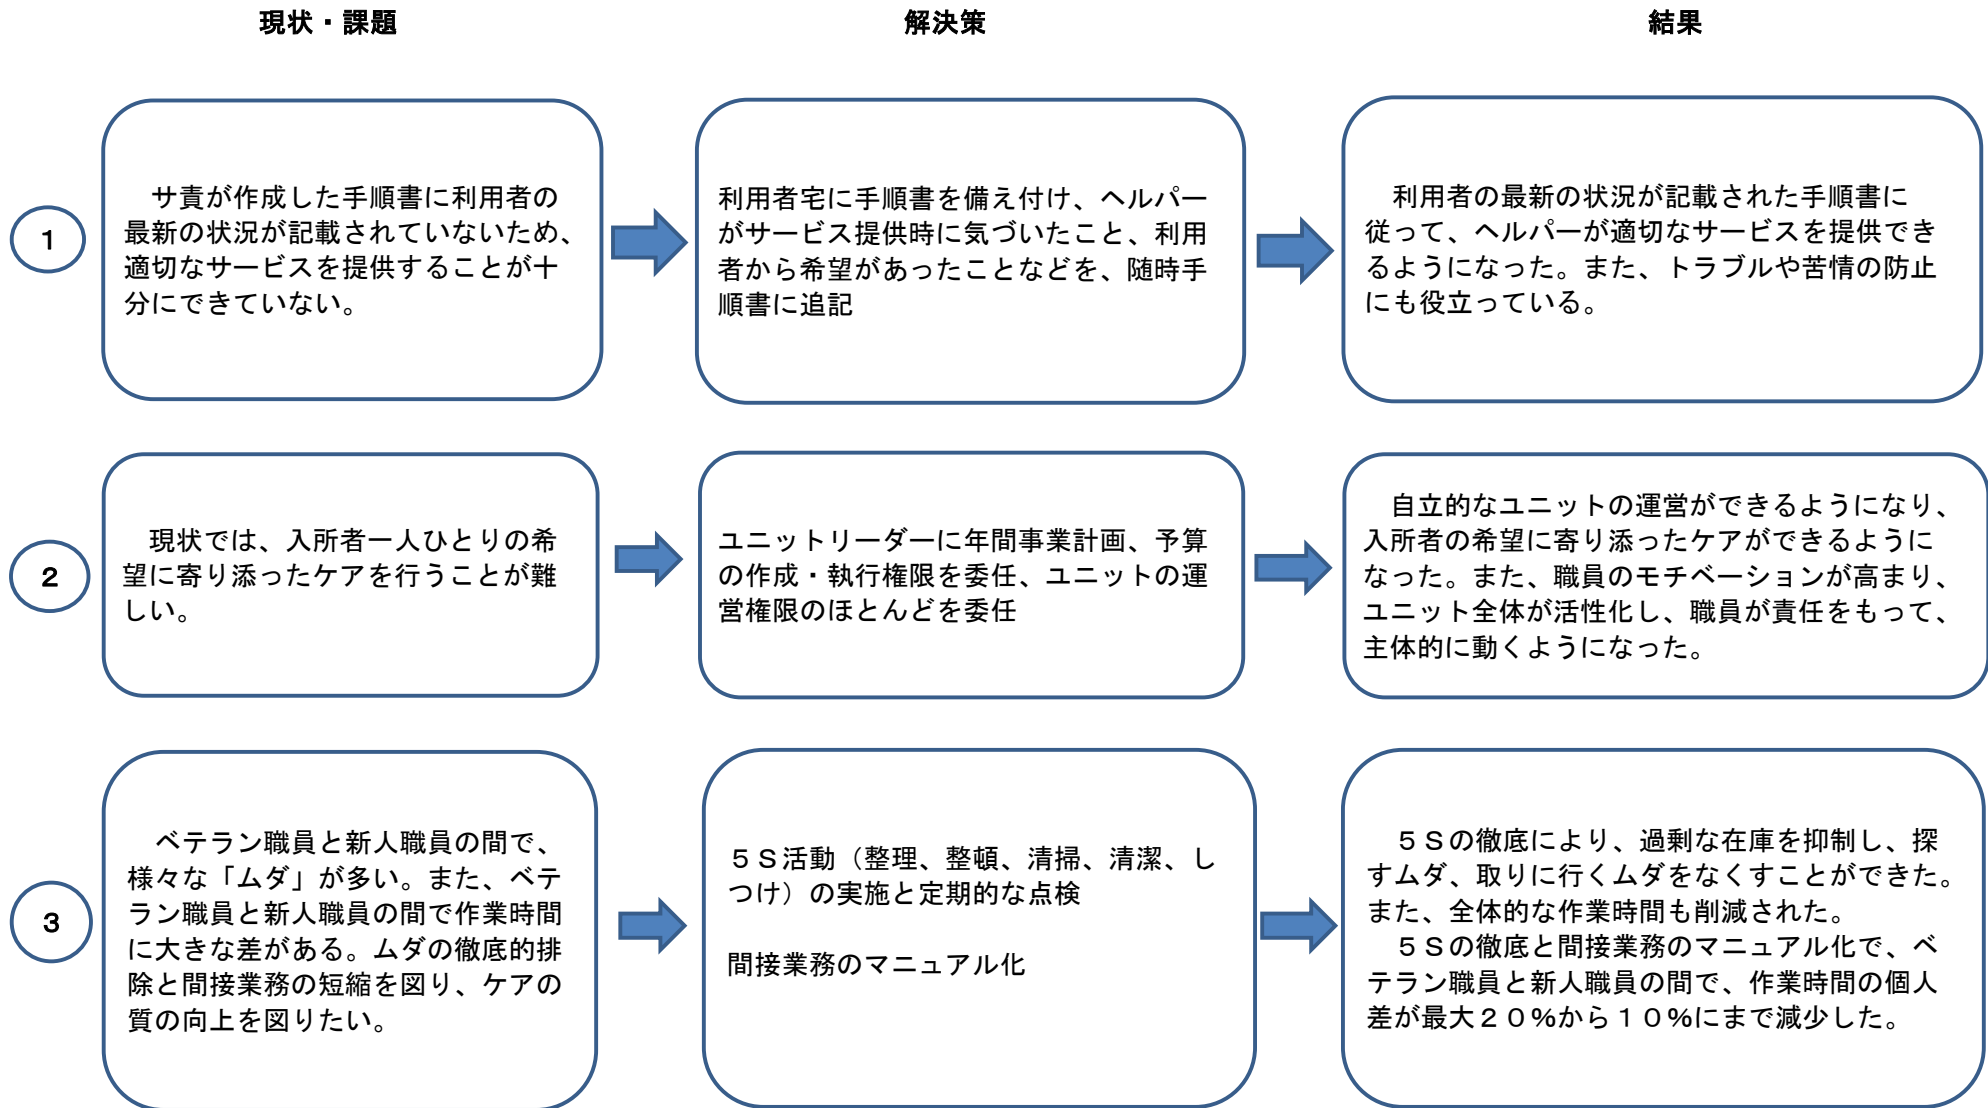 現状・課題
解決策
結果
1
サ責が作成した手順書に利用者の
最新の状況が記載されていないため、
適切なサービスを提供することが十
分にできていない。
利用者宅に手順書を備え付け、ヘルパー
がサービス提供時に気づいたこと、利用
者から希望があったことなどを、随時手
順書に追記
利用者の最新の状況が記載された手順書に
従って、ヘルパーが適切なサービスを提供でき
るようになった。また、トラブルや苦情の防止
にも役立っている。
2
現状では、入所者一人ひとりの希
望に寄り添ったケアを行うことが難
しい。
ユニットリーダーに年間事業計画、予算
の作成・執行権限を委任、ユニットの運
営権限のほとんどを委任
自立的なユニットの運営ができるようになり、
入所者の希望に寄り添ったケアができるように
なった。また、職員のモチベーションが高まり、
ユニット全体が活性化し、職員が責任をもって、
主体的に動くようになった。
3
ベテラン職員と新人職員の間で、
様々な「ムダ」が多い。また、ベテ
ラン職員と新人職員の間で作業時間
に大きな差がある。ムダの徹底的排
除と間接業務の短縮を図り、ケアの
質の向上を図りたい。
５Ｓ活動（整理、整頓、清掃、清潔、し
つけ）の実施と定期的な点検
間接業務のマニュアル化
５Ｓの徹底により、過剰な在庫を抑制し、探
すムダ、取りに行くムダをなくすことができた。
また、全体的な作業時間も削減された。
５Ｓの徹底と間接業務のマニュアル化で、ベ
テラン職員と新人職員の間で、作業時間の個人
差が最大２０％から１０％にまで減少した。